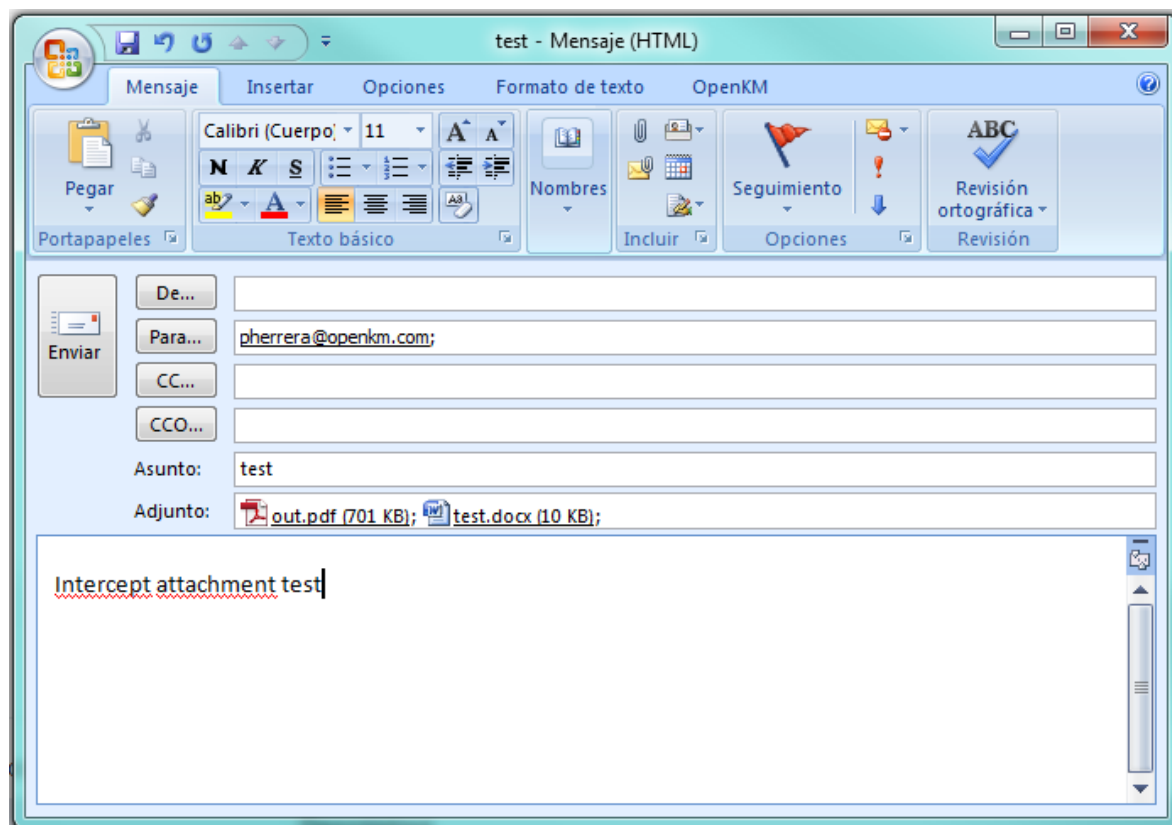 test - Mensaje (HTML)
Mensaje Insertar Opciones Formato de texto OpenKM
Calibri (Cuerpo) 11 A A ABC
N K S
Pegar Nombres Seguimiento Revisión
ortográfica
ab A Aa
Portapapeles Texto básico Incluir Opciones Revisión
De...
Enviar Para... pherrera@openkm.com;
CC...
CCO...
Asunto: test
Adjunto: out.pdf (701 KB); test.docx (10 KB);
Intercept attachment test